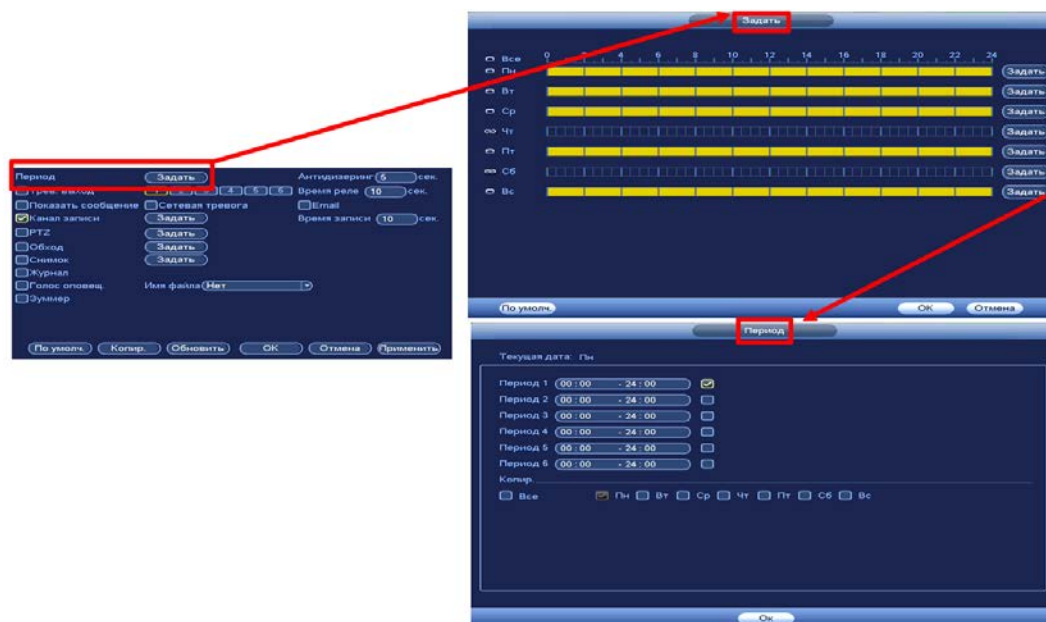 Период Задать Антидизеринг 5 сек.
Трев. выход 1 2 3 4 5 6 Время реле 10 сек.
Показать сообщение Сетевая тревога Email
Канал записи Задать Время записи 10 сек.
PTZ Задать
Обход Задать
Снимок Задать
Журнал
Голос оповещ. Имя файла Нет
Зуммер
По умолч. Копир. Обновить ОК Отмена Применить
Задать
0 2 4 6 8 10 12 14 16 18 20 22 24
Все
Пн Задать
Вт Задать
Ср Задать
Чт Задать
Пт Задать
Сб Задать
Вс Задать
По умолч. ОК Отмена
Период
Текущая дата: Пн
Период 1 00 : 00 - 24 : 00
Период 2 00 : 00 - 24 : 00
Период 3 00 : 00 - 24 : 00
Период 4 00 : 00 - 24 : 00
Период 5 00 : 00 - 24 : 00
Период 6 00 : 00 - 24 : 00
Копир.
Все Пн Вт Ср Чт Пт Сб Вс
Ок